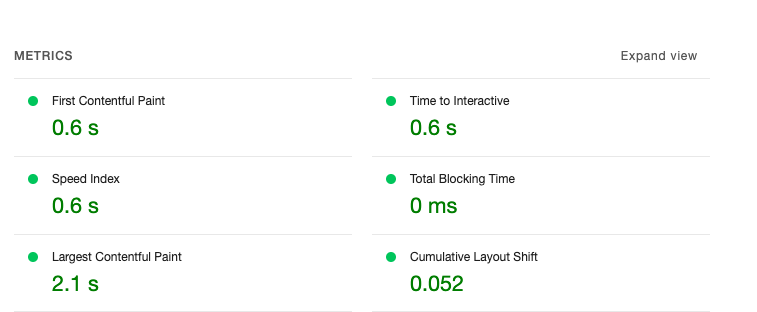 METRICS
Expand view
First Contentful Paint
0.6 s
Time to Interactive
0.6 s
Speed Index
0.6 s
Total Blocking Time
0 ms
Largest Contentful Paint
2.1 s
Cumulative Layout Shift
0.052